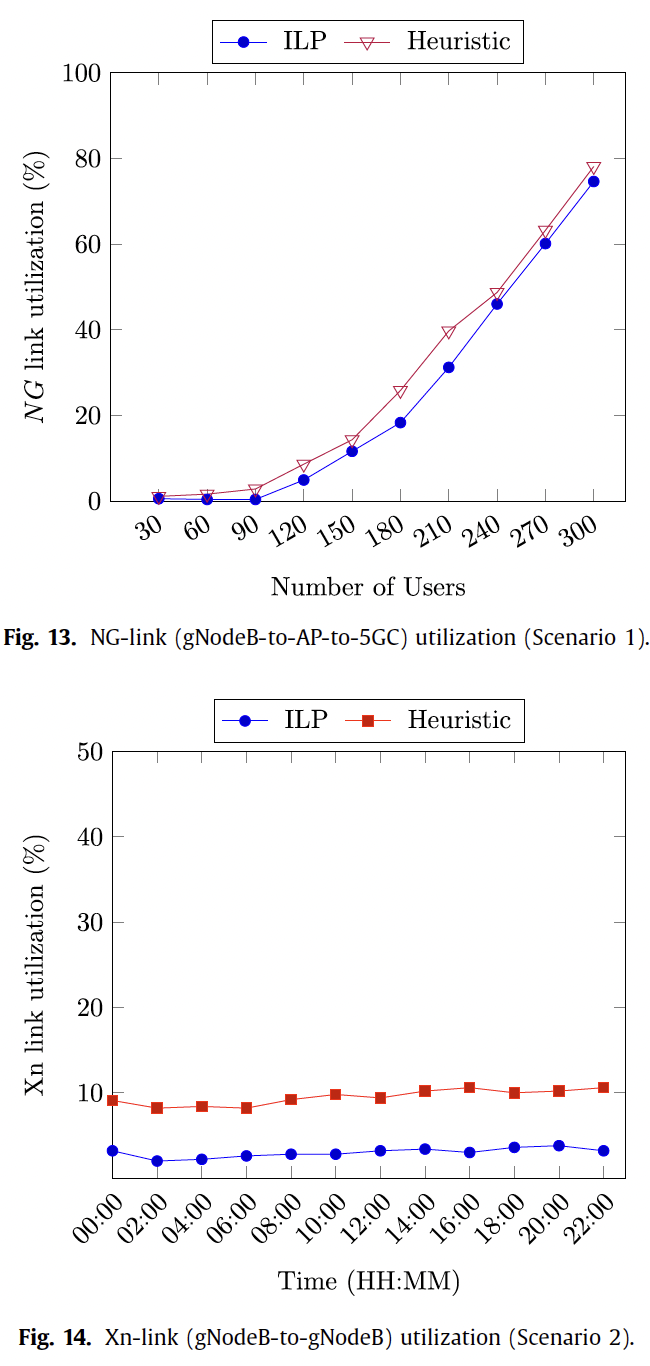 ILP Heuristic
100
80
60
40
20
0
NG link utilization (%)
30 60 90 120 150 180 210 240 270 300
Number of Users
Fig. 13. NG-link (gNodeB-to-AP-to-5GC) utilization (Scenario 1).
ILP Heuristic
50
40
30
20
10
Xn link utilization (%)
00:00 02:00 04:00 06:00 08:00 10:00 12:00 14:00 16:00 18:00 20:00 22:00
Time (HH:MM)
Fig. 14. Xn-link (gNodeB-to-gNodeB) utilization (Scenario 2).